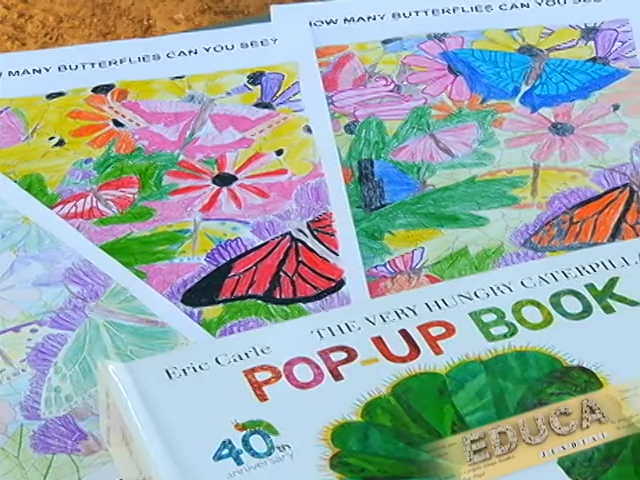 MANY BUTTERFLIES CAN YOU SEE?
HOW MANY BUTTERFLIES CAN YOU SEE?
Eric Carle
THE VERY HUNGRY CATERPILLA
POP-UP BOOK
40th
anniversary
EDUCA